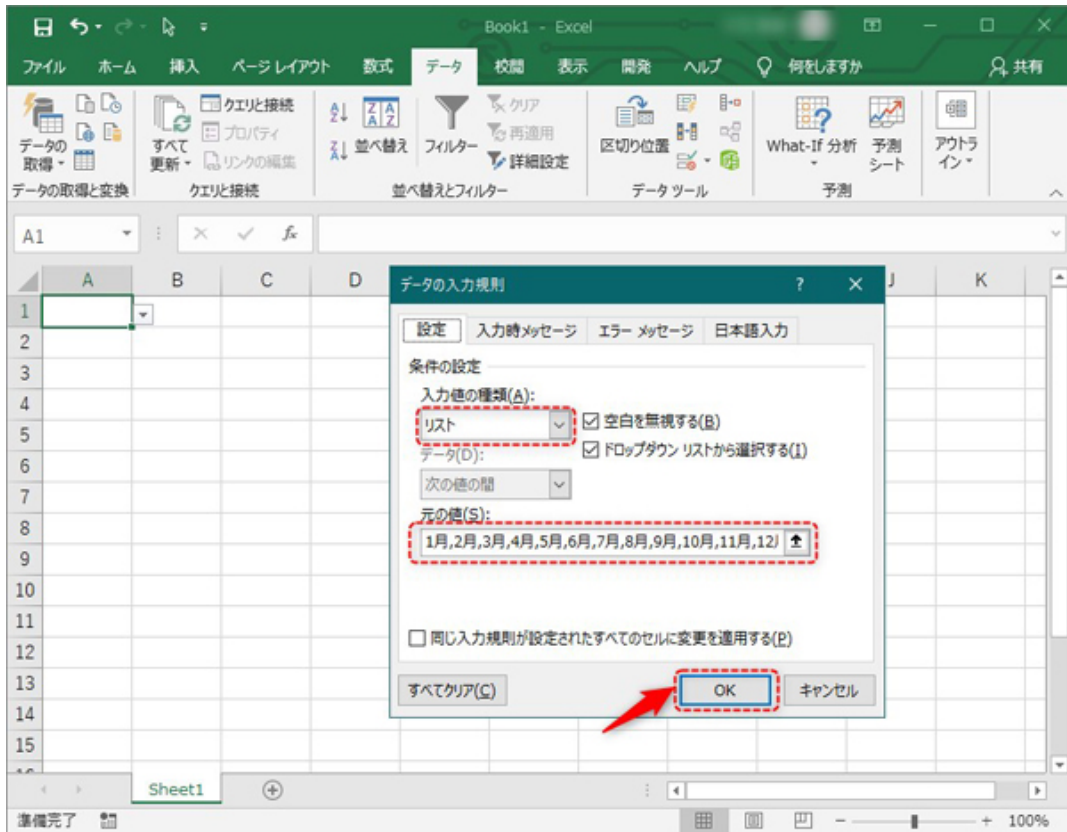 Book1 - Excel
ファイル ホーム 挿入 ページ レイアウト 数式 データ 校閲 表示 開発 ヘルプ 何をしますか 共有
データの取得 すべて更新 クエリと接続 プロパティ リンクの編集 並べ替え フィルター クリア 再適用 詳細設定 区切り位置 What-If 分析 予測シート アウトライン
データの取得と変換 クエリと接続 並べ替えとフィルター データ ツール 予測
A1 fx
A B C D J K
データの入力規則 ? ×
設定 入力時メッセージ エラー メッセージ 日本語入力
条件の設定
入力値の種類(A):
リスト 空白を無視する(B)
データ(D): ドロップダウン リストから選択する(I)
次の値の間
元の値(S):
1月,2月,3月,4月,5月,6月,7月,8月,9月,10月,11月,12
同じ入力規則が設定されたすべてのセルに変更を適用する(P)
すべてクリア(C) OK キャンセル
1
2
3
4
5
6
7
8
9
10
11
12
13
14
15
Sheet1
準備完了 100%